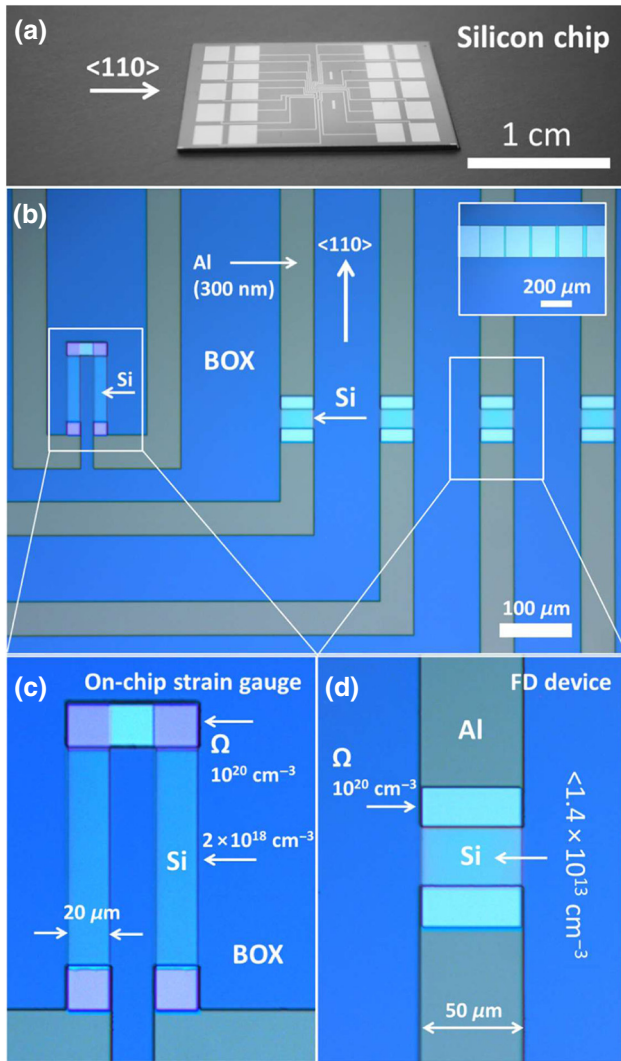 (a)
Silicon chip
<110>
1 cm
(b)
Al
(300 nm)
<110>
200 μm
BOX
Si
Si
100 μm
(c)
On-chip strain gauge
Ω
10²⁰ cm⁻³
2 × 10¹⁸ cm⁻³
Si
20 μm
BOX
(d)
FD device
Al
Ω
10²⁰ cm⁻³
Si
<1.4 × 10¹³ cm⁻³
50 μm